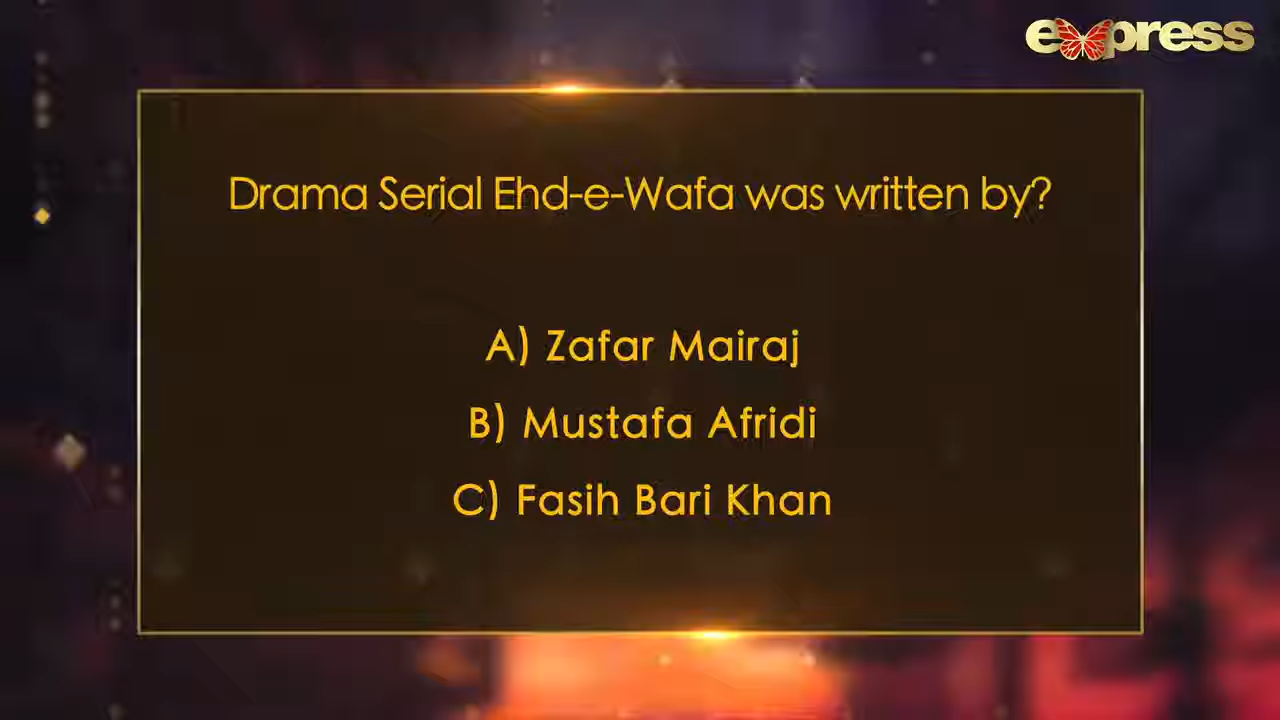 express
Drama Serial Ehd-e-Wafa was written by?
A) Zafar Mairaj
B) Mustafa Afridi
C) Fasih Bari Khan